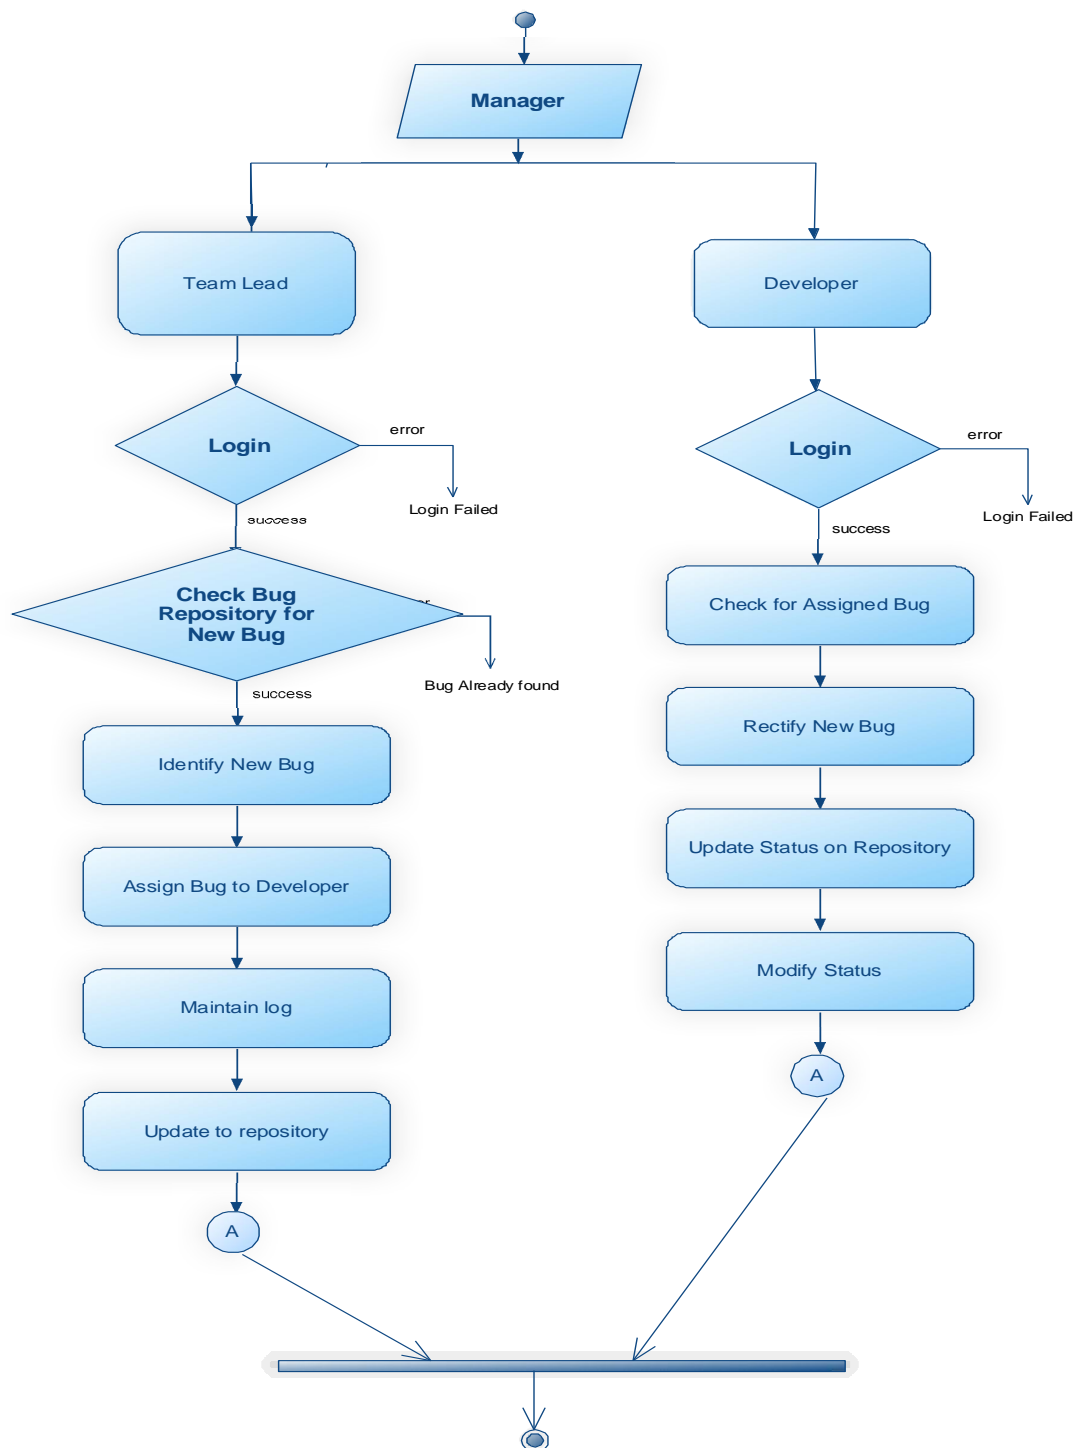 Manager
Team Lead
Developer
Login
error
Login Failed
success
Login
error
Login Failed
success
Check Bug
Repository for
New Bug
Bug Already found
success
Identify New Bug
Assign Bug to Developer
Maintain log
Update to repository
A
Check for Assigned Bug
Rectify New Bug
Update Status on Repository
Modify Status
A